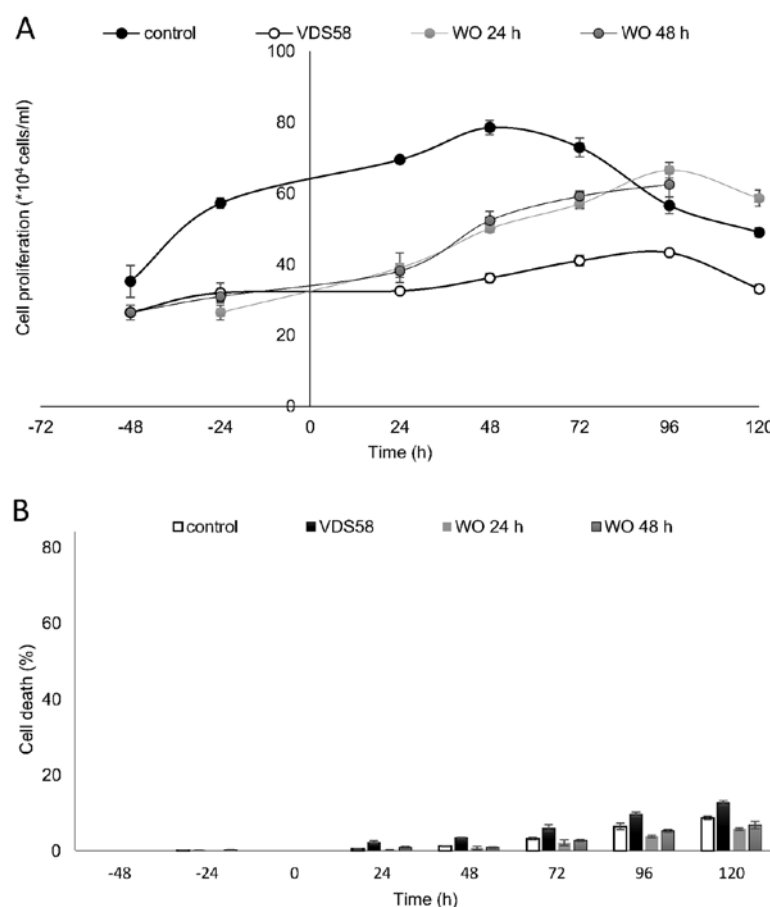 A
control VDS58 WO 24 h WO 48 h
100
80
60
40
20
0
Cell proliferation (*10⁴ cells/ml)
-72 -48 -24 0 24 48 72 96 120
Time (h)
B
control VDS58 WO 24 h WO 48 h
80
60
40
20
0
Cell death (%)
-48 -24 0 24 48 72 96 120
Time (h)